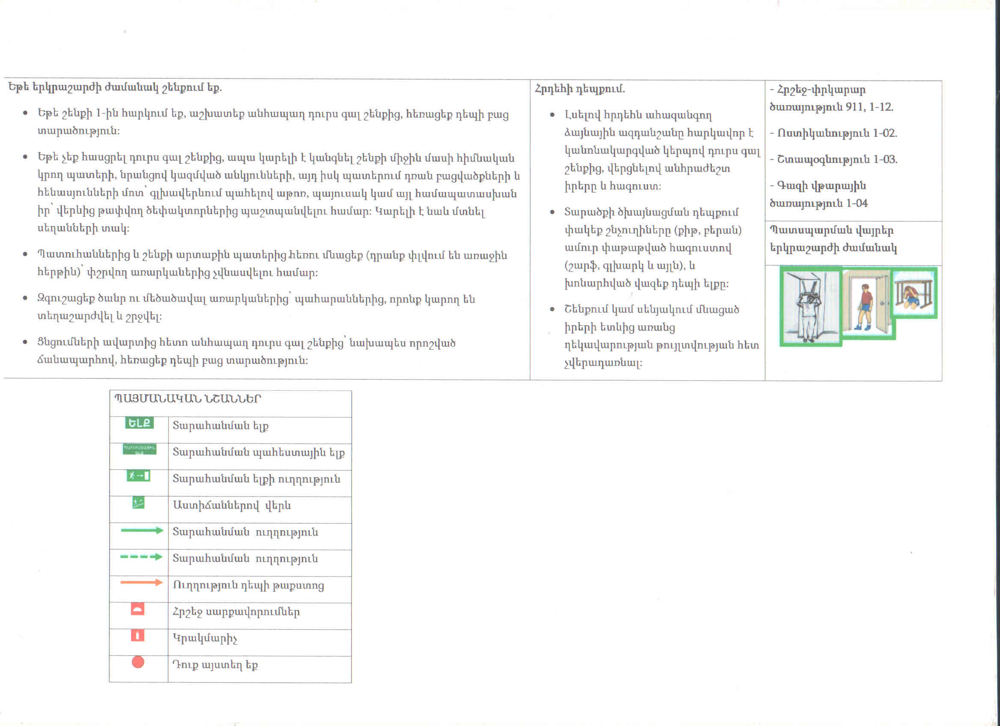 Եթե երկրաշարժի ժամանակ շենքում եք.
• Եթե շենքի 1-ին հարկում եք, աշխատեք անհապաղ դուրս գալ շենքից, հեռացեք դեպի բաց
տարածություն:
• Եթե չեք հասցրել դուրս գալ շենքից, ապա կարելի է կանգնել շենքի միջին մասի հիմնական
կրող պատերի, նրանցով կազմված անկյունների, այդ իսկ պատերում դռան բացվածքների և
հենասյունների մոտ՝ գլխավերևում պահելով աթոռ, պայուսակ կամ այլ համապատասխան
իր՝ վերևից թափվող ծեփակտորներից պաշտպանվելու համար: Կարելի է նաև մտնել
սեղանների տակ:
• Պատուհաններից և շենքի արտաքին պատերից հեռու մնացեք (դրանք փլվում են առաջին
հերթին)՝ փշրվող առարկաներից չվնասվելու համար:
• Զգուշացեք ծանր ու մեծածավալ առարկաներից՝ պահարաններից, որոնք կարող են
տեղաշարժվել և շրջվել:
• Ցնցումների ավարտից հետո անհապաղ դուրս գալ շենքից՝ նախապես որոշված
ճանապարհով, հեռացեք դեպի բաց տարածություն:
Հրդեհի դեպքում.
• Լսելով հրդեհն ահազանգող
ձայնային ազդանշանը հարկավոր է
կանոնակարգված կերպով դուրս գալ
շենքից, վերցնելով անհրաժեշտ
իրերը և հագուստ:
• Տարածքի ծխայնացման դեպքում
փակեք շնչուղիները (քիթ, բերան)
ամուր փաթաթված հագուստով
(շարֆ, գլխարկ և այլն), և
խոնարհված վազեք դեպի ելքը:
• Շենքում կամ սենյակում մնացած
իրերի ետևից առանց
ղեկավարության թույլտվության հետ
չվերադառնալ:
- Հրշեջ-փրկարար
ծառայություն 911, 1-12.
- Ոստիկանություն 1-02.
- Շտապօգնություն 1-03.
- Գազի վթարային
ծառայություն 1-04
Պատսպարման վայրեր
երկրաշարժի ժամանակ
ՊԱՅՄԱՆԱԿԱՆ ՆՇԱՆՆԵՐ
ԵԼՔ
Տարահանման ելք
ՊԱՀՈՒՍՏԱՅԻՆ
ԵԼՔ
Տարահանման պահեստային ելք
Տարահանման ելքի ուղղություն
Աստիճաններով վերև
Տարահանման ուղղություն
Տարահանման ուղղություն
Ուղղություն դեպի թաքստոց
Հրշեջ սարքավորումներ
Կրակմարիչ
Դուք այստեղ եք